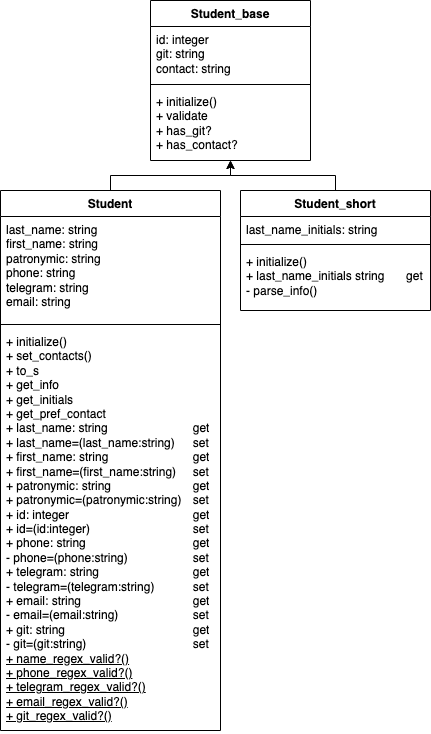 Student_base
id: integer
git: string
contact: string
+ initialize()
+ validate
+ has_git?
+ has_contact?
Student
last_name: string
first_name: string
patronymic: string
phone: string
telegram: string
email: string
+ initialize()
+ set_contacts()
+ to_s
+ get_info
+ get_initials
+ get_pref_contact
+ last_name: string get
+ last_name=(last_name:string) set
+ first_name: string get
+ first_name=(first_name:string) set
+ patronymic: string get
+ patronymic=(patronymic:string) set
+ id: integer get
+ id=(id:integer) set
+ phone: string get
- phone=(phone:string) set
+ telegram: string get
- telegram=(telegram:string) set
+ email: string get
- email=(email:string) set
+ git: string get
- git=(git:string) set
+ name_regex_valid?()
+ phone_regex_valid?()
+ telegram_regex_valid?()
+ email_regex_valid?()
+ git_regex_valid?()
Student_short
last_name_initials: string
+ initialize()
+ last_name_initials string get
- parse_info()